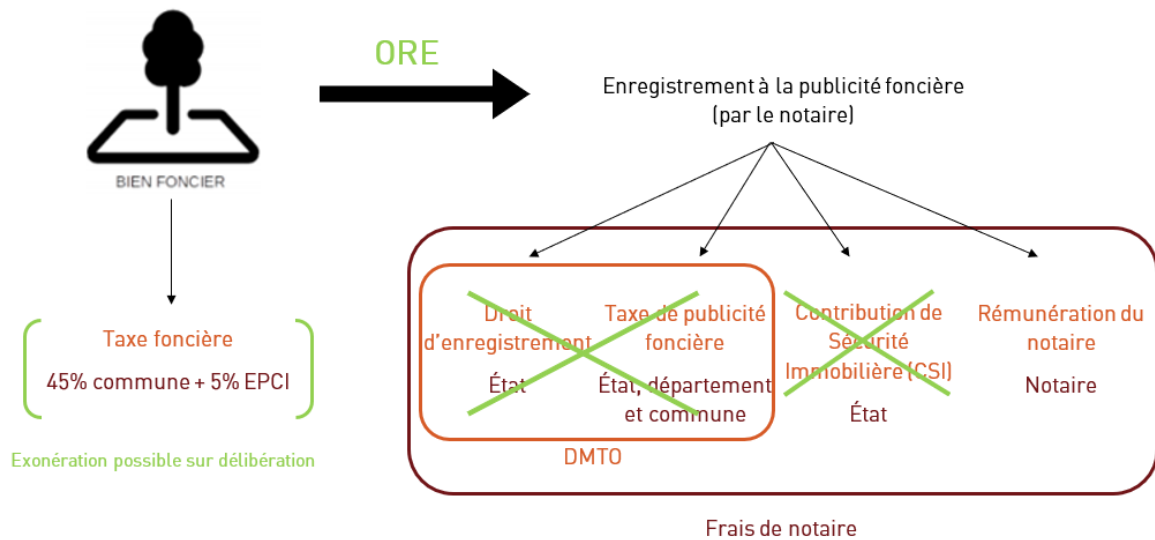 ORE
Enregistrement à la publicité foncière
(par le notaire)
BIEN FONCIER
Taxe foncière
45% commune + 5% EPCI
Exonération possible sur délibération
Droit
d'enregistrement
État
Taxe de publicité
foncière
État, département
et commune
DMTO
Contribution de
Sécurité
Immobilière (CSI)
État
Rémunération du
notaire
Notaire
Frais de notaire